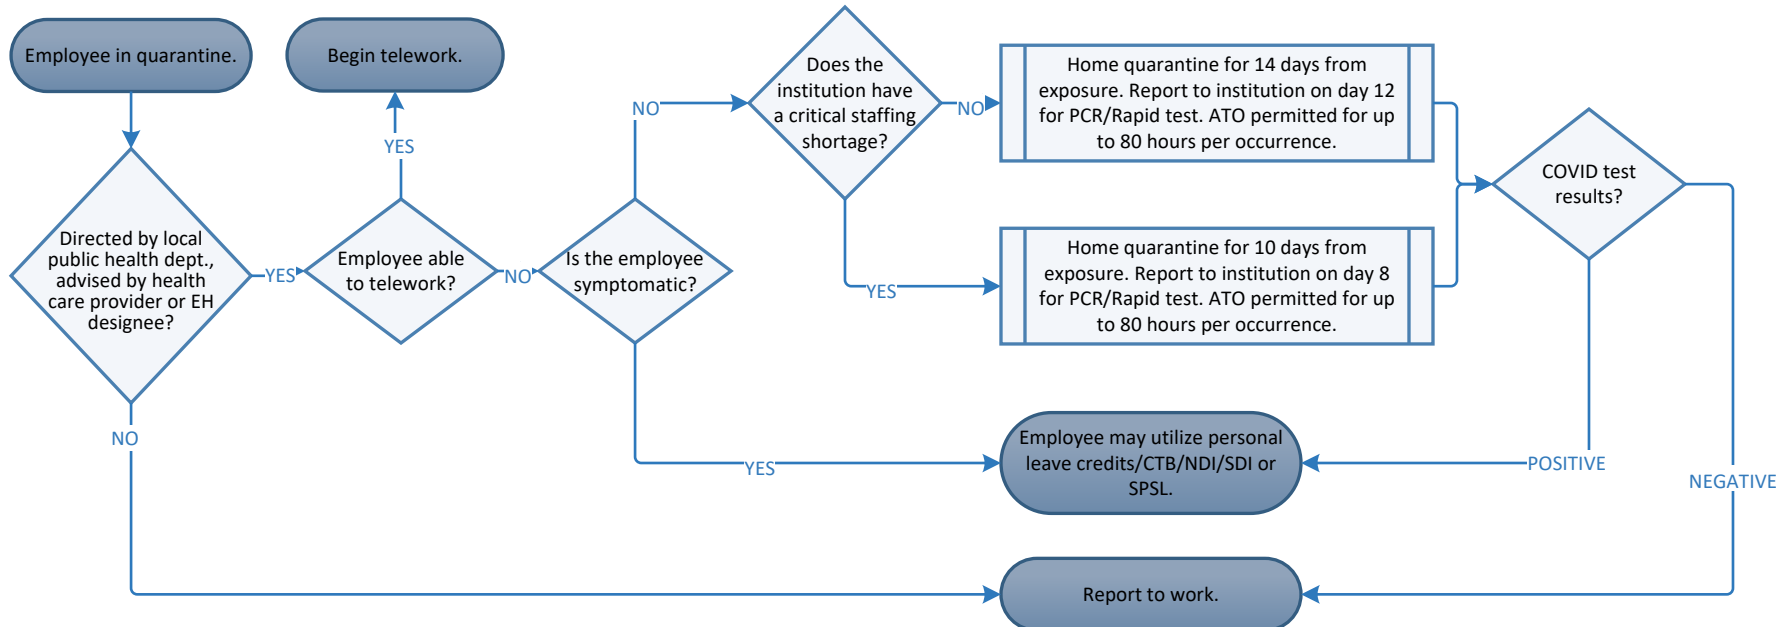 Employee in quarantine.
Begin telework.
Does the
institution have
a critical staffing
shortage?
Home quarantine for 14 days from
exposure. Report to institution on day 12
for PCR/Rapid test. ATO permitted for up
to 80 hours per occurrence.
NO
NO
YES
COVID test
results?
Directed by local
public health dept.,
advised by health
care provider or EH
designee?
YES
Employee able
to telework?
NO
Is the employee
symptomatic?
YES
Home quarantine for 10 days from
exposure. Report to institution on day 8
for PCR/Rapid test. ATO permitted for up
to 80 hours per occurrence.
NO
YES
Employee may utilize personal
leave credits/CTB/NDI/SDI or
SPSL.
POSITIVE
NEGATIVE
Report to work.